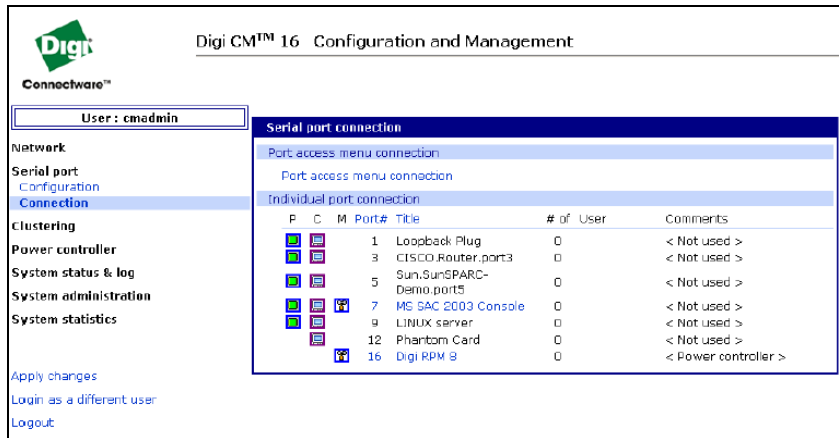 Digi
Connectware™
Digi CM™ 16 Configuration and Management
User : cmadmin
Network
Serial port
Configuration
Connection
Clustering
Power controller
System status & log
System administration
System statistics
Apply changes
Login as a different user
Logout
Serial port connection
Port access menu connection
Port access menu connection
Individual port connection
P C M Port# Title # of User Comments
1 Loopback Plug 0 < Not used >
3 CISCO.Router.port3 0 < Not used >
5 Sun.SunSPARC-Demo.port5 0 < Not used >
7 MS SAC 2003 Console 0 < Not used >
9 LINUX server 0 < Not used >
12 Phantom Card 0 < Not used >
16 Digi RPM 8 0 < Power controller >